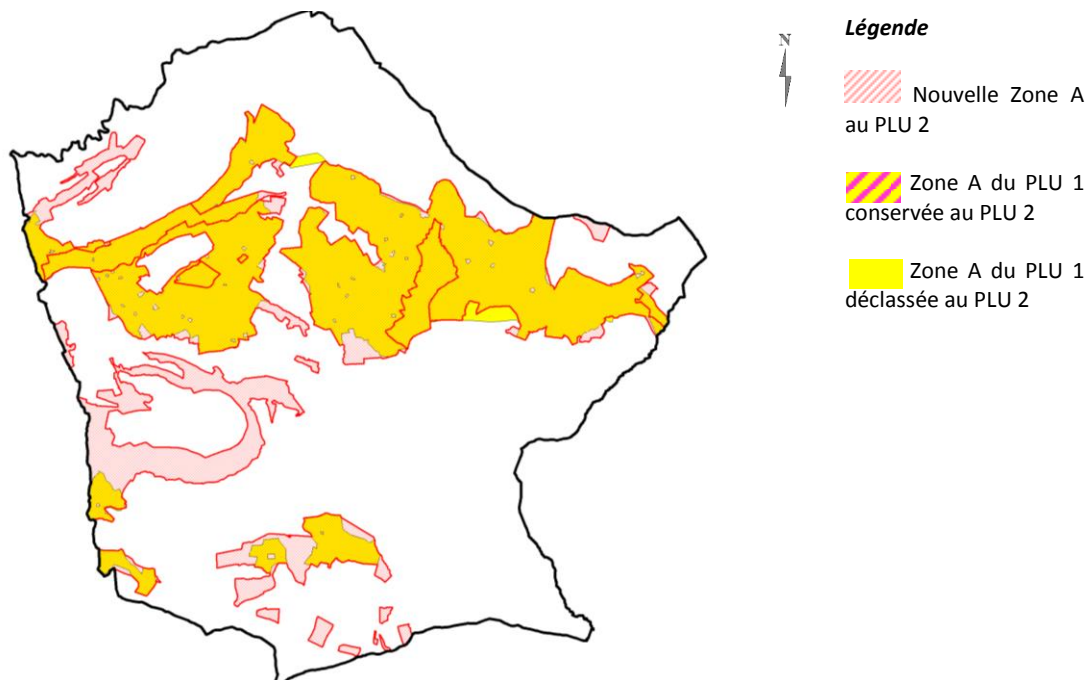 N
Légende
Nouvelle Zone A
au PLU 2
Zone A du PLU 1
conservée au PLU 2
Zone A du PLU 1
déclassée au PLU 2